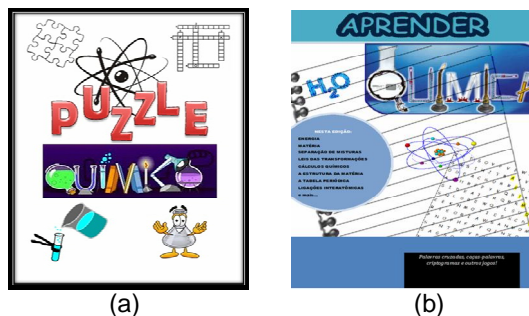 PUZZLE
QUÍMICO
(a)
APRENDER
QUÍMICA
H2O
NESTA EDIÇÃO:
ENERGIA
MATÉRIA
SEPARAÇÃO DE MISTURAS
LEIS DAS TRANSFORMAÇÕES
CÁLCULOS QUÍMICOS
A ESTRUTURA DA MATÉRIA
A TABELA PERIÓDICA
LIGAÇÕES INTERATÔMICAS
e mais...
Palavras cruzadas, caças-palavras,
criptogramas e outros jogos!
(b)